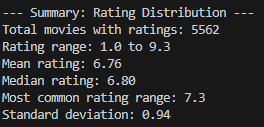 --- Summary: Rating Distribution ---
Total movies with ratings: 5562
Rating range: 1.0 to 9.3
Mean rating: 6.76
Median rating: 6.80
Most common rating range: 7.3
Standard deviation: 0.94